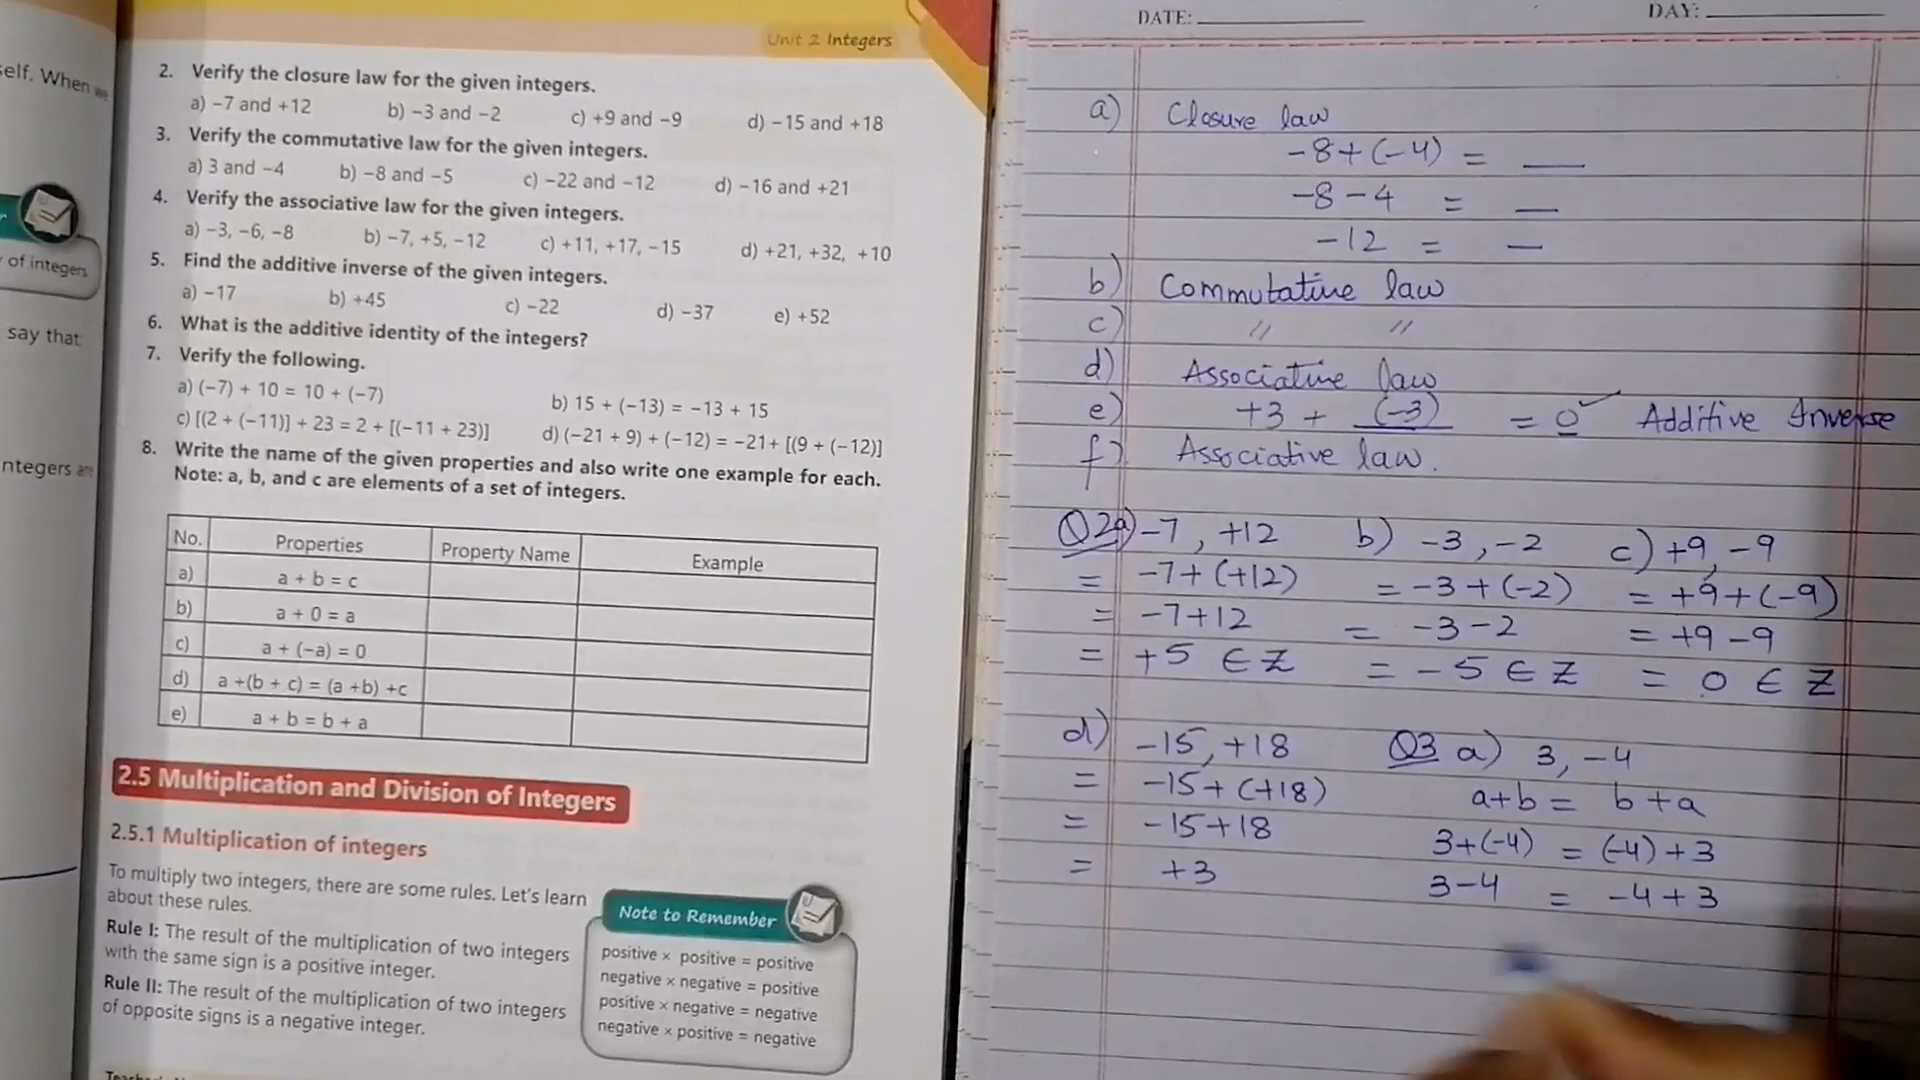 self. When we
of integers
say that
ntegers are
Unit 2 Integers
2. Verify the closure law for the given integers.
a) −7 and +12 b) −3 and −2 c) +9 and −9 d) −15 and +18
3. Verify the commutative law for the given integers.
a) 3 and −4 b) −8 and −5 c) −22 and −12 d) −16 and +21
4. Verify the associative law for the given integers.
a) −3, −6, −8 b) −7, +5, −12 c) +11, +17, −15 d) +21, +32, +10
5. Find the additive inverse of the given integers.
a) −17 b) +45 c) −22 d) −37 e) +52
6. What is the additive identity of the integers?
7. Verify the following.
a) (−7) + 10 = 10 + (−7) b) 15 + (−13) = −13 + 15
c) [(2 + (−11)] + 23 = 2 + [(−11 + 23)] d) (−21 + 9) + (−12) = −21+ [(9 + (−12)]
8. Write the name of the given properties and also write one example for each.
Note: a, b, and c are elements of a set of integers.
No. Properties Property Name Example
a) a + b = c
b) a + 0 = a
c) a + (−a) = 0
d) a +(b + c) = (a +b) +c
e) a + b = b + a
2.5 Multiplication and Division of Integers
2.5.1 Multiplication of integers
To multiply two integers, there are some rules. Let's learn
about these rules.
Rule I: The result of the multiplication of two integers
with the same sign is a positive integer.
Rule II: The result of the multiplication of two integers
of opposite signs is a negative integer.
Note to Remember
positive × positive = positive
negative × negative = positive
positive × negative = negative
negative × positive = negative
DATE: DAY:
a) Closure law
-8+(-4) = __
-8-4 = __
-12 = __
b) Commutative law
c) // //
d) Associative law
e) +3 + (-3) = 0 ✓ Additive Inverse
f) Associative law.
Q2a) -7, +12 b) -3, -2 c) +9, -9
= -7+(+12) = -3+(-2) = +9+(-9)
= -7+12 = -3-2 = +9-9
= +5 ∈ Z = -5 ∈ Z = 0 ∈ Z
d) -15, +18 Q3 a) 3, -4
= -15+(+18) a+b = b+a
= -15+18 3+(-4) = (-4)+3
= +3 3-4 = -4+3